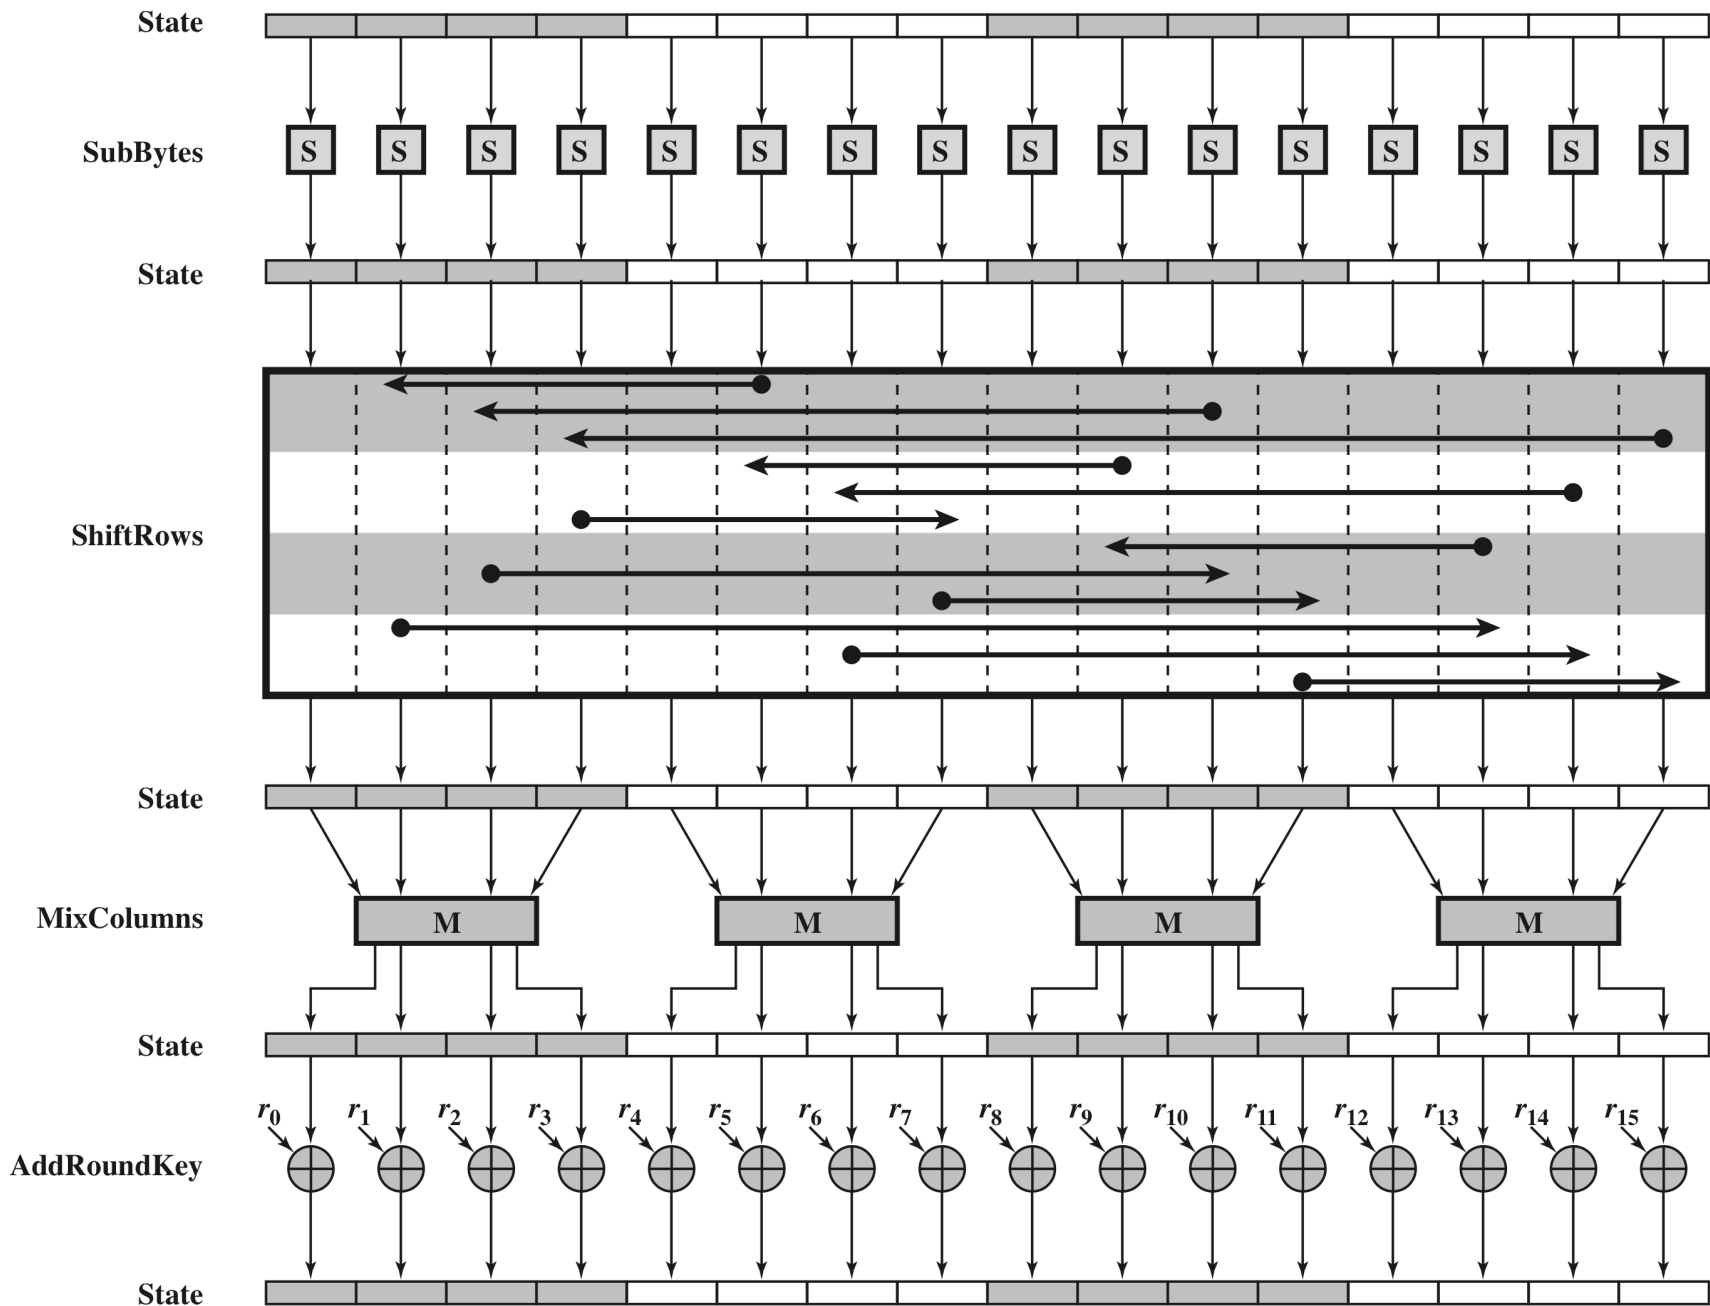 State
SubBytes S S S S S S S S S S S S S S S S
State
ShiftRows
State
MixColumns M M M M
State
r0 r1 r2 r3 r4 r5 r6 r7 r8 r9 r10 r11 r12 r13 r14 r15
AddRoundKey
State